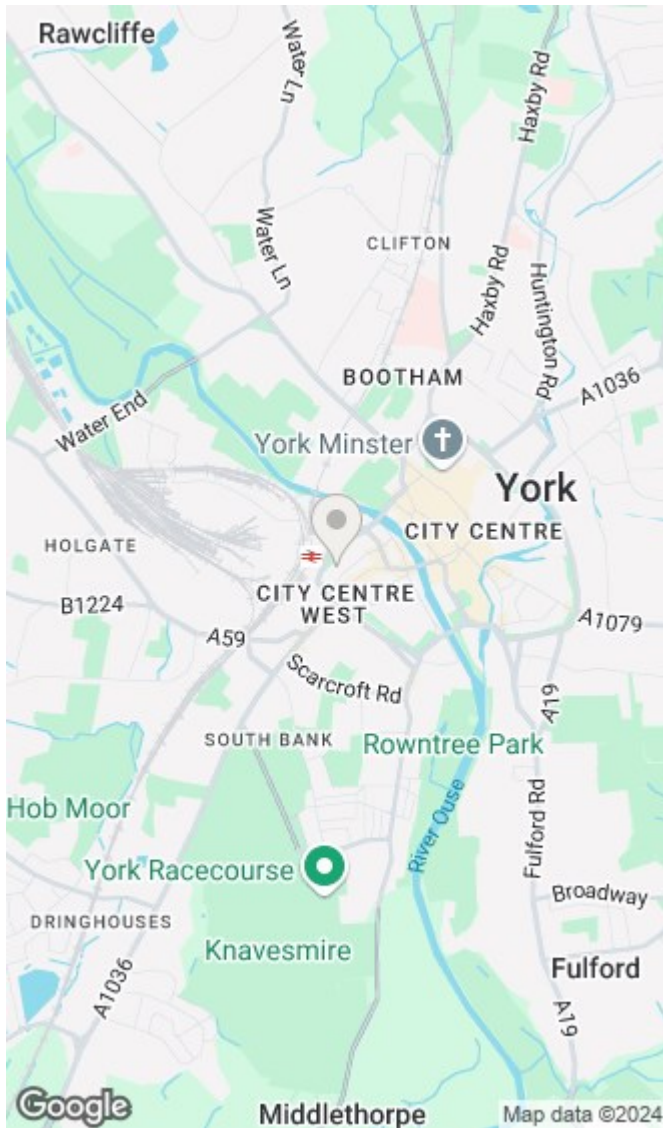 Rawcliffe
Water Ln
Haxby Rd
CLIFTON
Water Ln
Haxby Rd
Huntington Rd
BOOTHAM
A1036
Water End
York Minster
York
CITY CENTRE
HOLGATE
CITY CENTRE
WEST
B1224
A59
A1079
Scarcroft Rd
A19
SOUTH BANK
Rowntree Park
Hob Moor
River Ouse
Fulford Rd
York Racecourse
Broadway
DRINGHOUSES
Knavesmire
Fulford
A1036
A19
Google
Middlethorpe
Map data ©2024